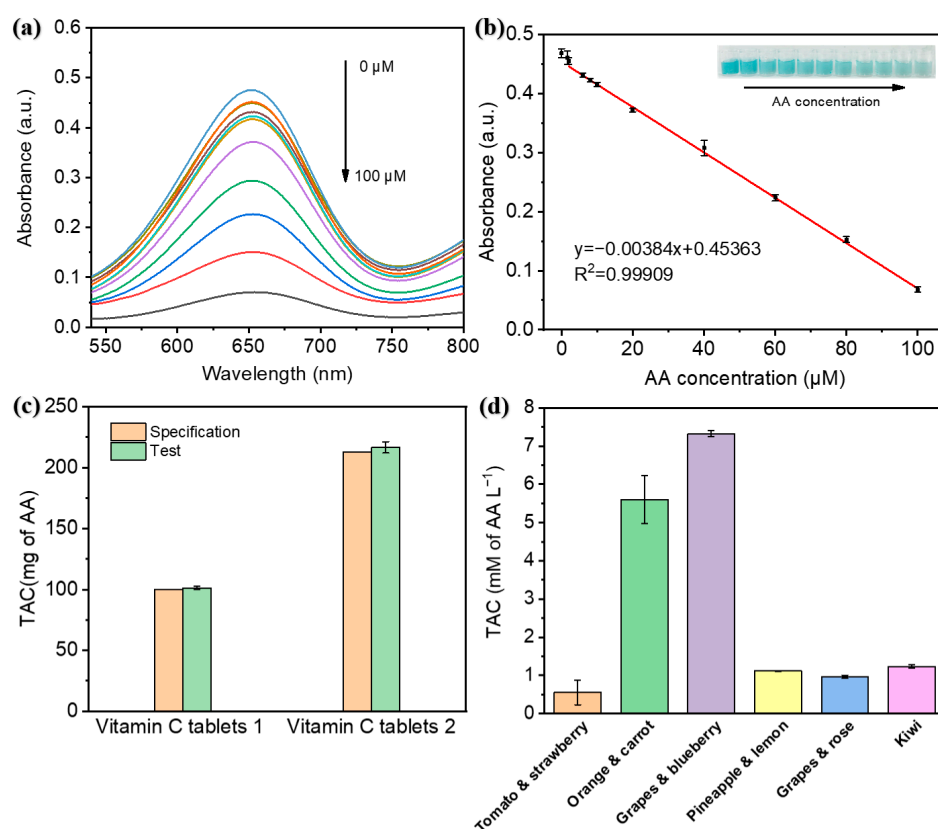 (a)
0.6
0.5
0.4
0.3
0.2
0.1
0.0
Absorbance (a.u.)
0 µM
100 µM
550 600 650 700 750 800
Wavelength (nm)
(b)
0.5
0.4
0.3
0.2
0.1
0.0
Absorbance (a.u.)
AA concentration
y=−0.00384x+0.45363
R²=0.99909
0 20 40 60 80 100
AA concentration (µM)
(c)
250
200
150
100
50
0
TAC(mg of AA)
Specification
Test
Vitamin C tablets 1 Vitamin C tablets 2
(d)
8
7
6
5
4
3
2
1
0
TAC (mM of AA L⁻¹)
Tomato & strawberry
Orange & carrot
Grapes & blueberry
Pineapple & lemon
Grapes & rose
Kiwi